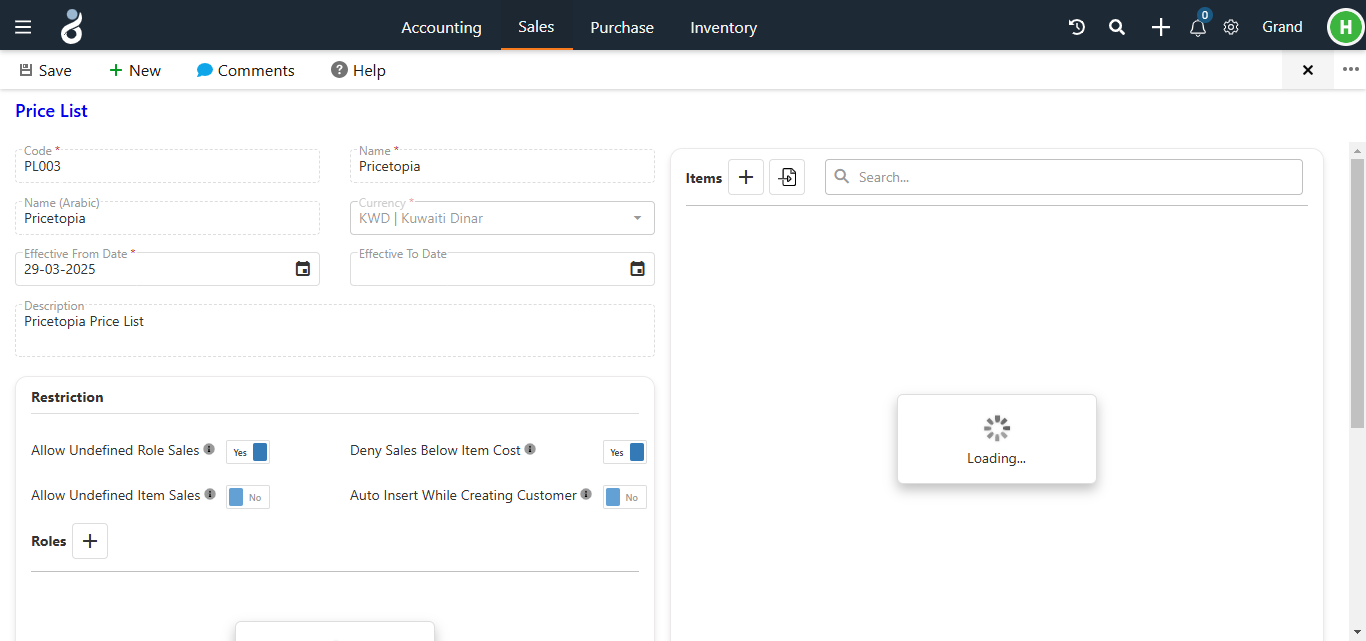 Accounting Sales Purchase Inventory 0 Grand H
Save New Comments ? Help
Price List
Code * Name *
PL003 Pricetopia
Name (Arabic) Currency *
Pricetopia KWD | Kuwaiti Dinar
Effective From Date * Effective To Date
29-03-2025
Description
Pricetopia Price List
Restriction
Allow Undefined Role Sales Yes Deny Sales Below Item Cost Yes
Allow Undefined Item Sales No Auto Insert While Creating Customer No
Roles
Items Search...
Loading...